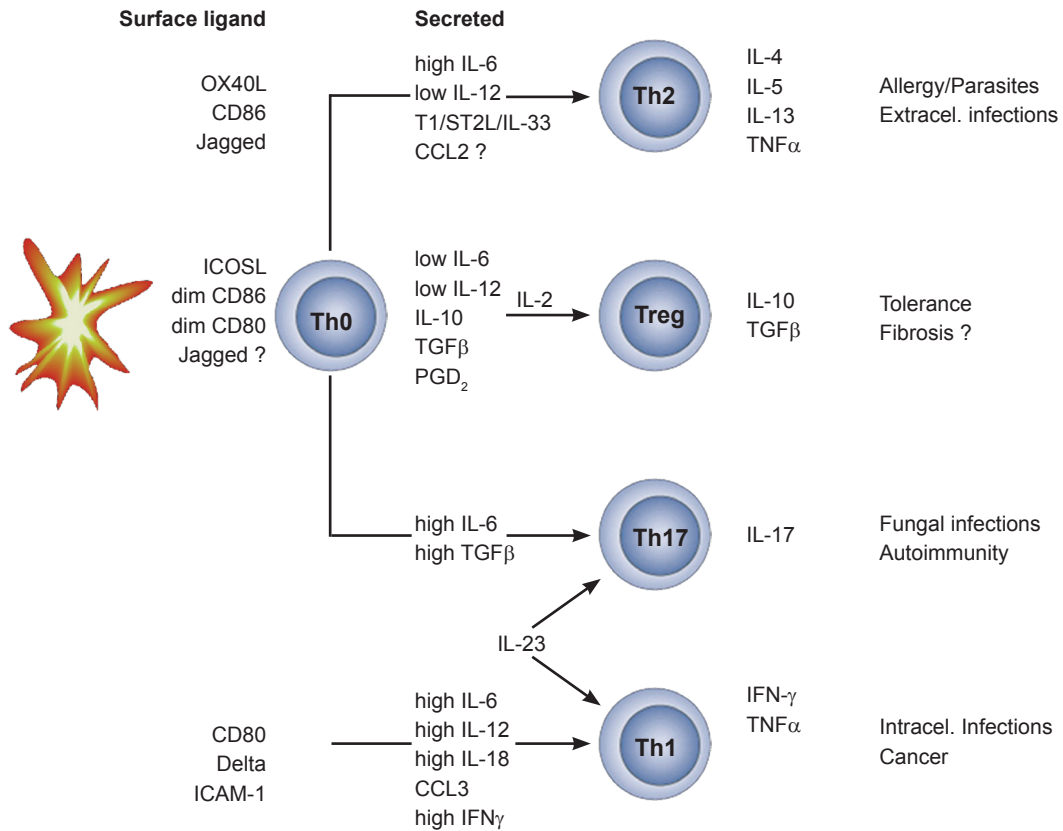 Surface ligand
Secreted
OX40L
CD86
Jagged
high IL-6
low IL-12
T1/ST2L/IL-33
CCL2 ?
Th2
IL-4
IL-5
IL-13
TNFα
Allergy/Parasites
Extracel. infections
ICOSL
dim CD86
dim CD80
Jagged ?
Th0
low IL-6
low IL-12
IL-10
TGFβ
PGD₂
IL-2
Treg
IL-10
TGFβ
Tolerance
Fibrosis ?
high IL-6
high TGFβ
Th17
IL-17
Fungal infections
Autoimmunity
IL-23
CD80
Delta
ICAM-1
high IL-6
high IL-12
high IL-18
CCL3
high IFNγ
Th1
IFN-γ
TNFα
Intracel. Infections
Cancer